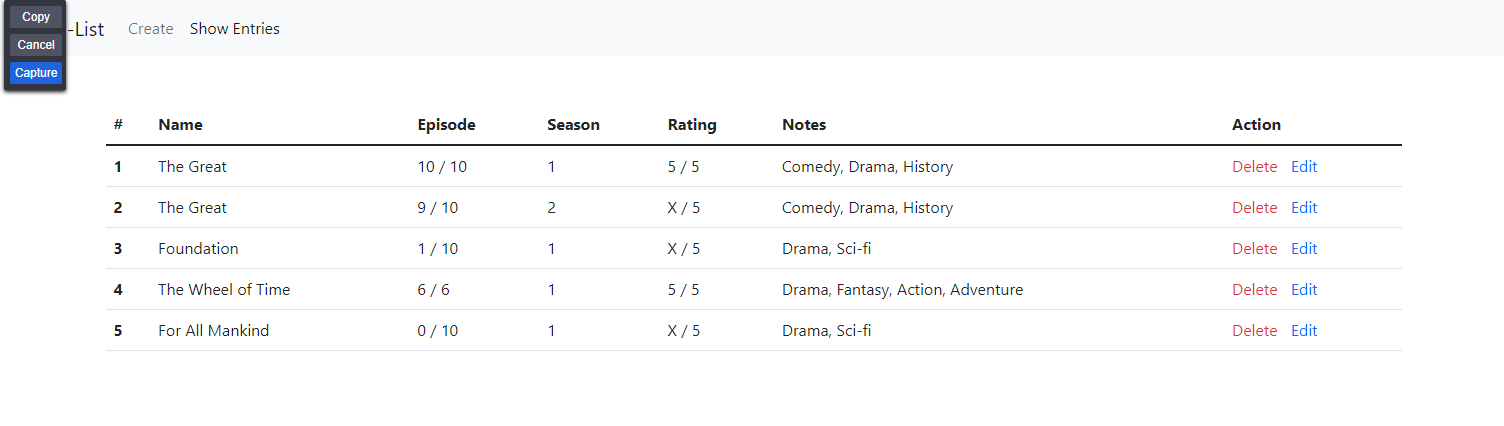 Copy
Cancel
Capture
-List Create Show Entries
# Name Episode Season Rating Notes Action
1 The Great 10 / 10 1 5 / 5 Comedy, Drama, History Delete Edit
2 The Great 9 / 10 2 X / 5 Comedy, Drama, History Delete Edit
3 Foundation 1 / 10 1 X / 5 Drama, Sci-fi Delete Edit
4 The Wheel of Time 6 / 6 1 5 / 5 Drama, Fantasy, Action, Adventure Delete Edit
5 For All Mankind 0 / 10 1 X / 5 Drama, Sci-fi Delete Edit